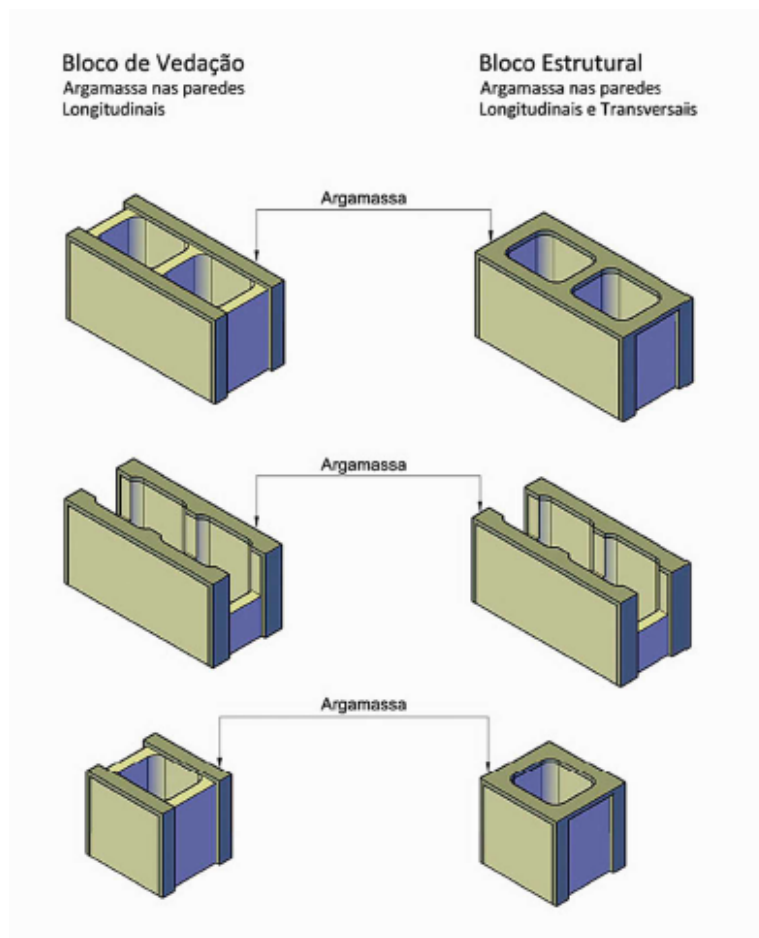 Bloco de Vedação
Argamassa nas paredes
Longitudinais
Bloco Estrutural
Argamassa nas paredes
Longitudinais e Transversaiis
Argamassa
Argamassa
Argamassa